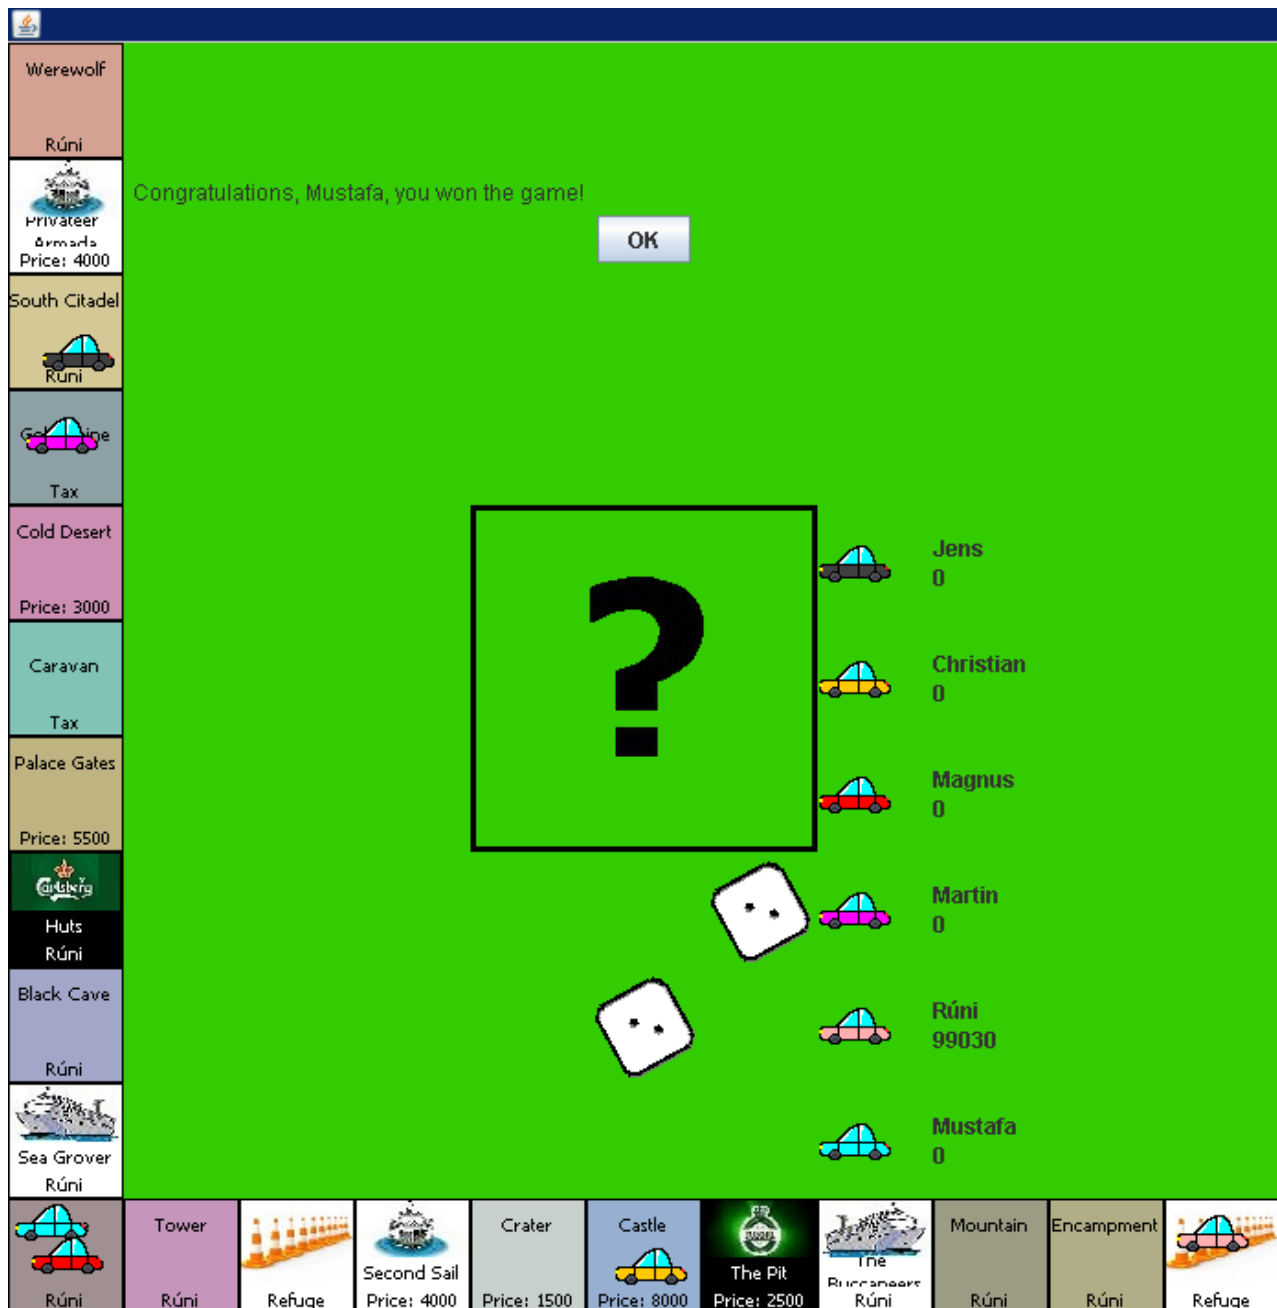 Werewolf
Rúni
Privateer
Armada
Price: 4000
South Citadel
Rúni
Tax
Cold Desert
Price: 3000
Caravan
Tax
Palace Gates
Price: 5500
Carlsberg
Huts
Rúni
Black Cave
Rúni
Sea Grover
Rúni
Rúni
Tower
Rúni
Refuge
Second Sail
Price: 4000
Crater
Price: 1500
Castle
Price: 8000
The Pit
Price: 2500
The
Buccaneers
Rúni
Mountain
Rúni
Encampment
Rúni
Refuge
Congratulations, Mustafa, you won the game!
OK
?
Jens
0
Christian
0
Magnus
0
Martin
0
Rúni
99030
Mustafa
0